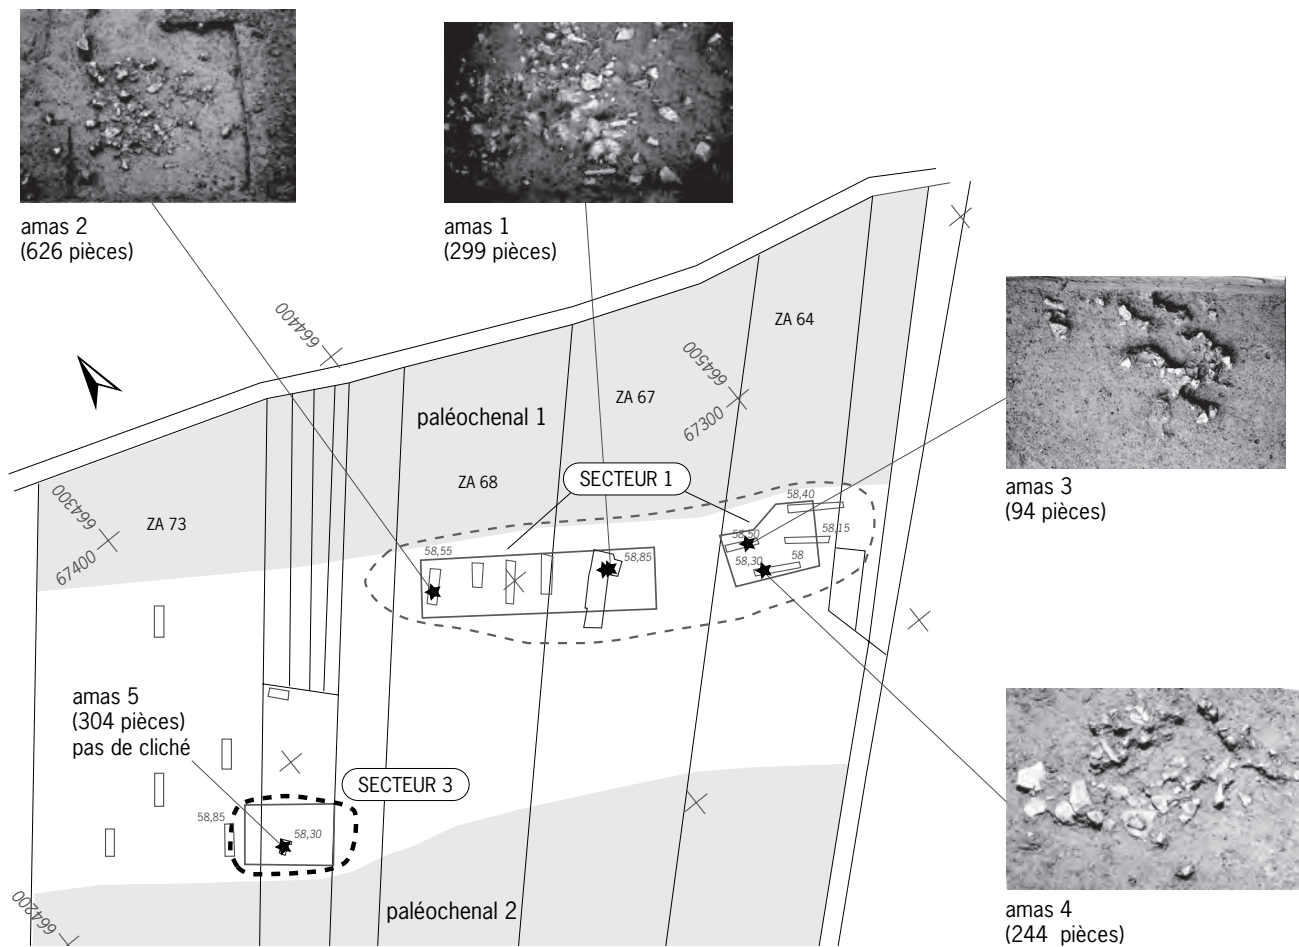 amas 2
(626 pièces)
amas 1
(299 pièces)
amas 3
(94 pièces)
664400
ZA 64
664500
67300
ZA 67
paléochenal 1
ZA 68
SECTEUR 1
664300
67400
ZA 73
58,40
58,15
58,50
58,30
58
58,55
58,85
amas 5
(304 pièces)
pas de cliché
SECTEUR 3
58,85
58,30
664200
paléochenal 2
amas 4
(244 pièces)